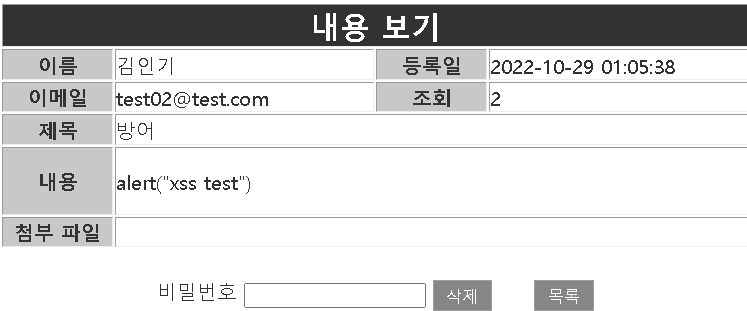 내용 보기
이름 김인기 등록일 2022-10-29 01:05:38
이메일 test02@test.com 조회 2
제목 방어
내용 alert("xss test")
첨부 파일
비밀번호 삭제 목록